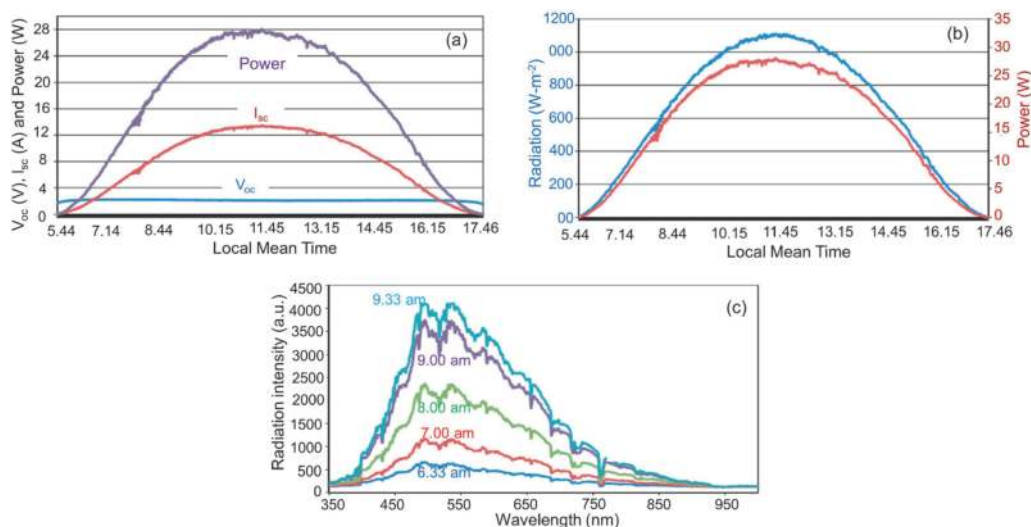 28
24
20
16
12
8
4
0
V_oc (V), I_sc (A) and Power (W)
(a)
Power
I_sc
V_oc
5.44 7.14 8.44 10.15 11.45 13.15 14.45 16.15 17.46
Local Mean Time
1200
000
800
600
400
200
00
Radiation (W-m⁻²)
(b)
35
30
25
20
15
10
5
0
Power (W)
5.44 7.14 8.44 10.15 11.45 13.15 14.45 16.15 17.46
Local Mean Time
4500
4000
3500
3000
2500
2000
1500
1000
500
0
Radiation intensity (a.u.)
(c)
9.33 am
9.00 am
8.00 am
7.00 am
6.33 am
350 450 550 650 750 850 950
Wavelength (nm)